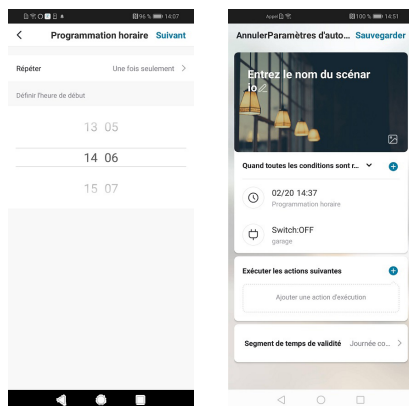 96 % 14:07
Programmation horaire Suivant
Répéter Une fois seulement
Définir l'heure de début
13 05
14 06
15 07
Appel 100 % 14:51
Annuler Paramètres d'auto... Sauvegarder
Entrez le nom du scénar
io
Quand toutes les conditions sont r...
02/20 14:37
Programmation horaire
Switch:OFF
garage
Exécuter les actions suivantes
Ajouter une action d'exécution
Segment de temps de validité Journée co...